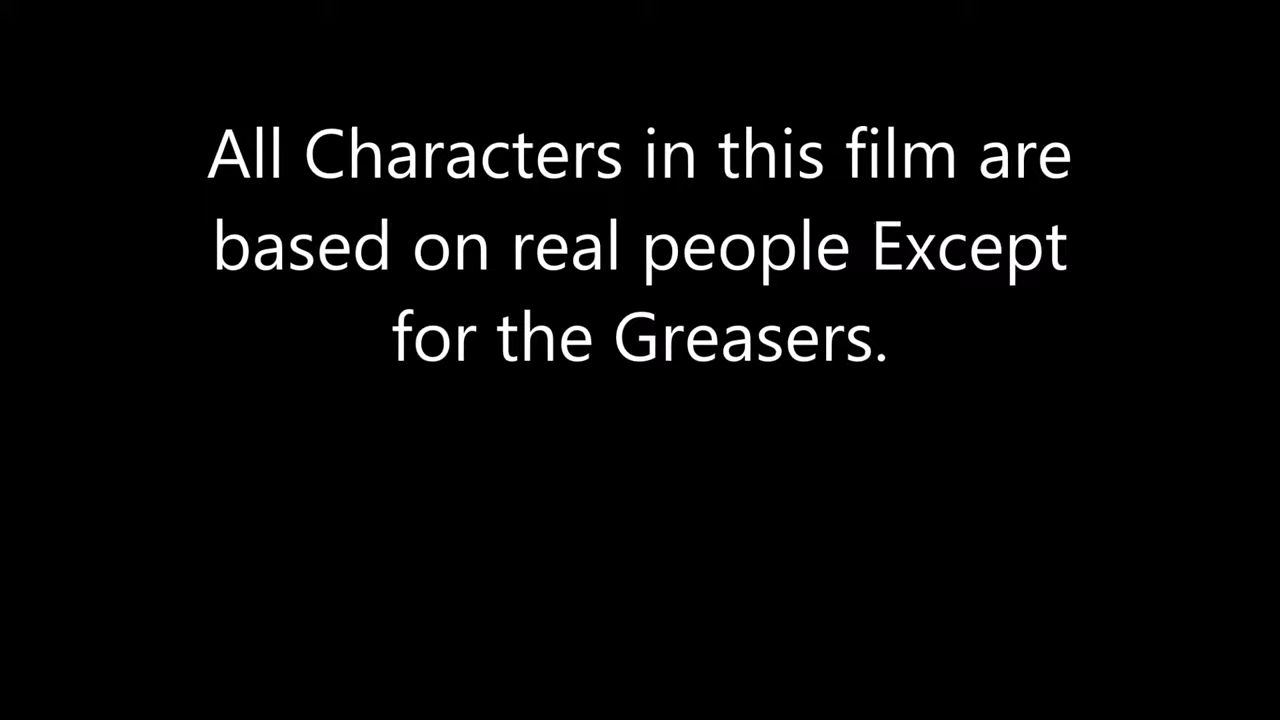 All Characters in this film are
based on real people Except
for the Greasers.